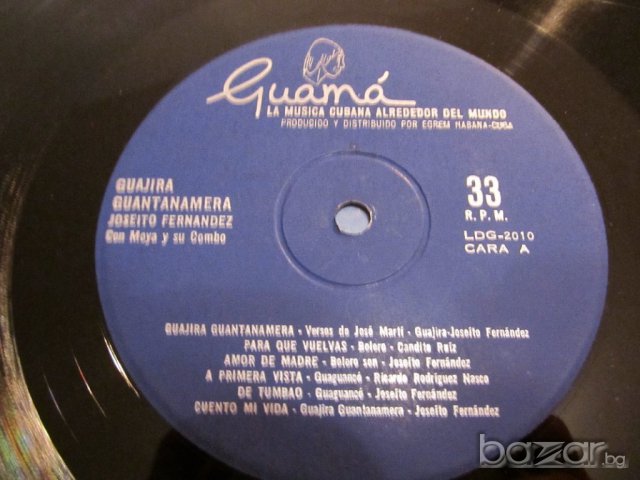 Guamá
LA MUSICA CUBANA ALREDEDOR DEL MUNDO
PRODUCIDO Y DISTRIBUIDO POR EGREM HABANA-CUBA
GUAJIRA
GUANTANAMERA
JOSEITO FERNANDEZ
Con Moya y su Combo
33
R.P.M.
LDG-2010
CARA A
GUAJIRA GUANTANAMERA - Versos de José Martí - Guajira-Joseíto Fernández
PARA QUE VUELVAS - Bolero - Candito Ruiz
AMOR DE MADRE - Bolero son - Joseíto Fernández
A PRIMERA VISTA - Guaguancó - Ricardo Rodríguez Nasco
DE TUMBAO - Guaguancó - Joseíto Fernández
CUENTO MI VIDA - Guajira Guantanamera - Joseíto Fernández
bazar.bg